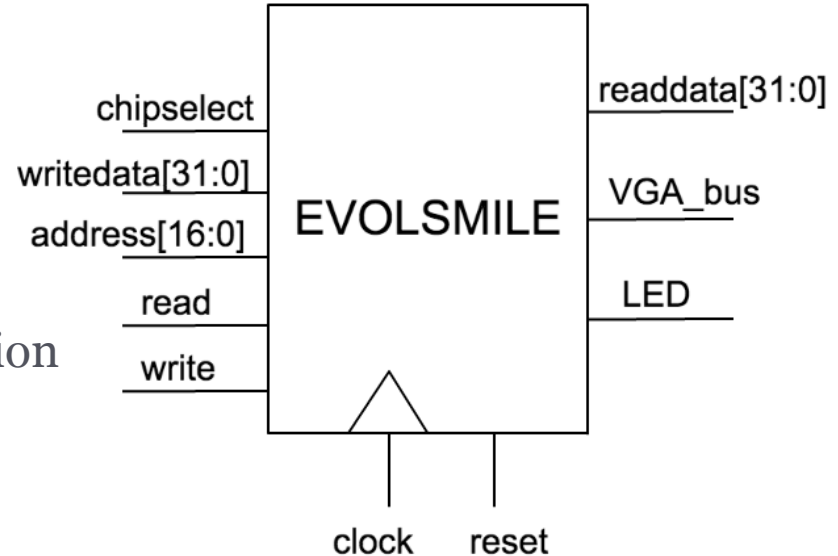 chipselect
writedata[31:0]
address[16:0]
read
write
EVOLSMILE
readdata[31:0]
VGA_bus
LED
clock
reset